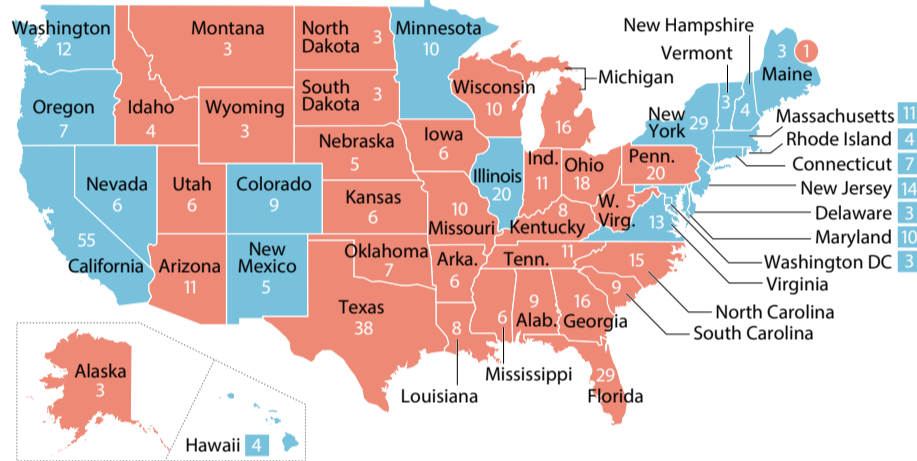 Washington
12
Oregon
7
California
55
Nevada
6
Idaho
4
Montana
3
Wyoming
3
Utah
6
Colorado
9
Arizona
11
New
Mexico
5
North
Dakota
3
South
Dakota
3
Nebraska
5
Kansas
6
Oklahoma
7
Texas
38
Minnesota
10
Iowa
6
Missouri
10
Arka.
6
Louisiana
8
Wisconsin
10
Illinois
20
Michigan
16
Ind.
11
Ohio
18
Kentucky
8
Tenn.
11
Mississippi
6
Alab.
9
Georgia
16
Florida
29
South Carolina
9
North Carolina
15
Virginia
13
W.
Virg.
5
Penn.
20
New
York
29
Vermont
3
New Hampshire
4
Maine
3
1
Massachusetts 11
Rhode Island 4
Connecticut 7
New Jersey 14
Delaware 3
Maryland 10
Washington DC 3
Alaska
3
Hawaii 4